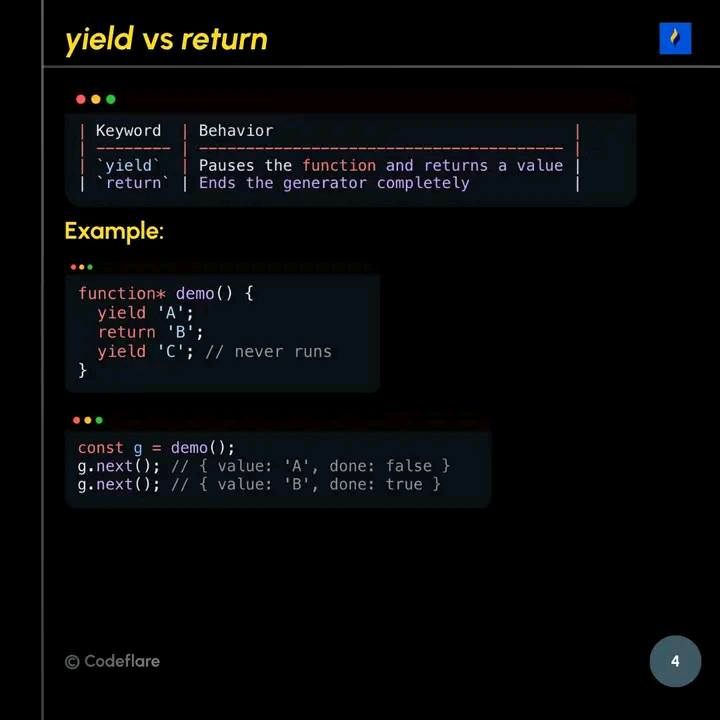 yield vs return
| Keyword | Behavior |
| -------- | -------------------------------------- |
| `yield` | Pauses the function and returns a value |
| `return` | Ends the generator completely |
Example:
function* demo() {
yield 'A';
return 'B';
yield 'C'; // never runs
}
const g = demo();
g.next(); // { value: 'A', done: false }
g.next(); // { value: 'B', done: true }
© Codeflare
4